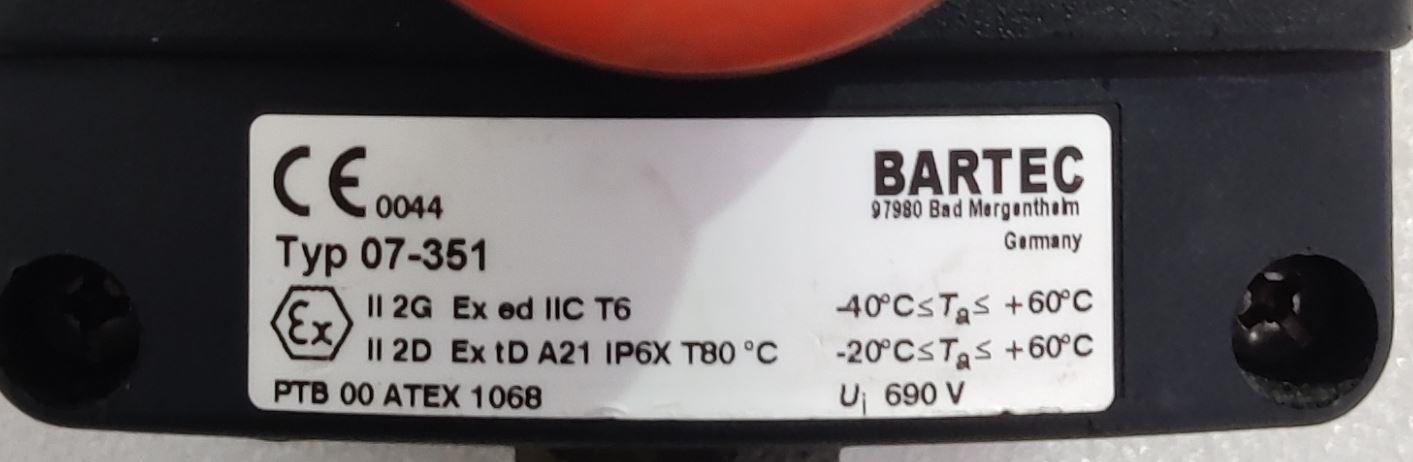 CE 0044
BARTEC
97980 Bad Mergentheim
Germany
Typ 07-351
Ex II 2G Ex ed IIC T6 -40°C≤Ta≤ +60°C
II 2D Ex tD A21 IP6X T80 °C -20°C≤Ta≤ +60°C
PTB 00 ATEX 1068 Ui 690 V